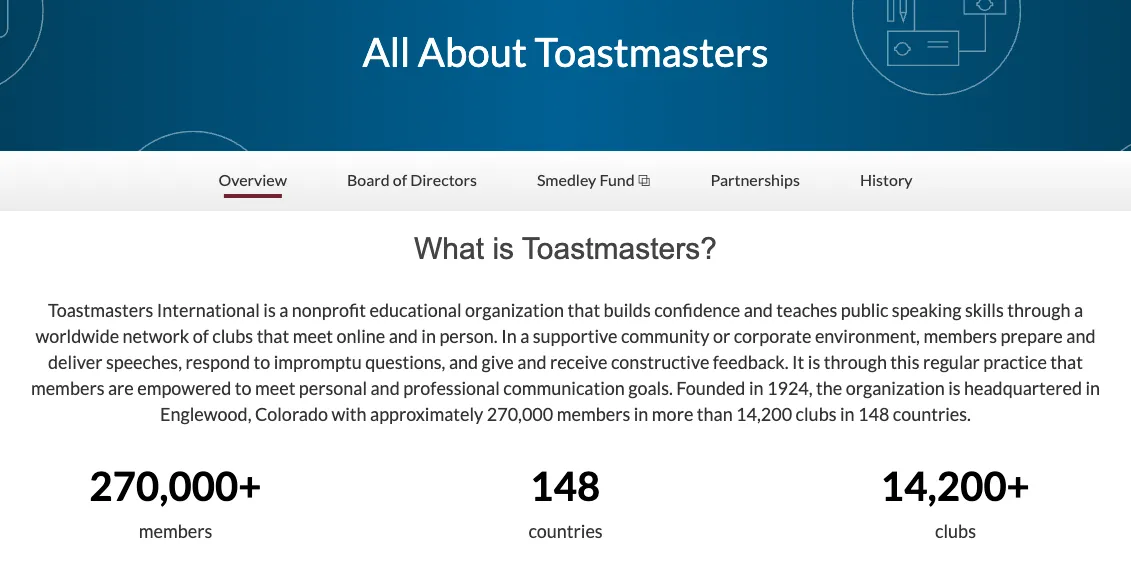 All About Toastmasters
Overview Board of Directors Smedley Fund Partnerships History
What is Toastmasters?
Toastmasters International is a nonprofit educational organization that builds confidence and teaches public speaking skills through a
worldwide network of clubs that meet online and in person. In a supportive community or corporate environment, members prepare and
deliver speeches, respond to impromptu questions, and give and receive constructive feedback. It is through this regular practice that
members are empowered to meet personal and professional communication goals. Founded in 1924, the organization is headquartered in
Englewood, Colorado with approximately 270,000 members in more than 14,200 clubs in 148 countries.
270,000+ 148 14,200+
members countries clubs